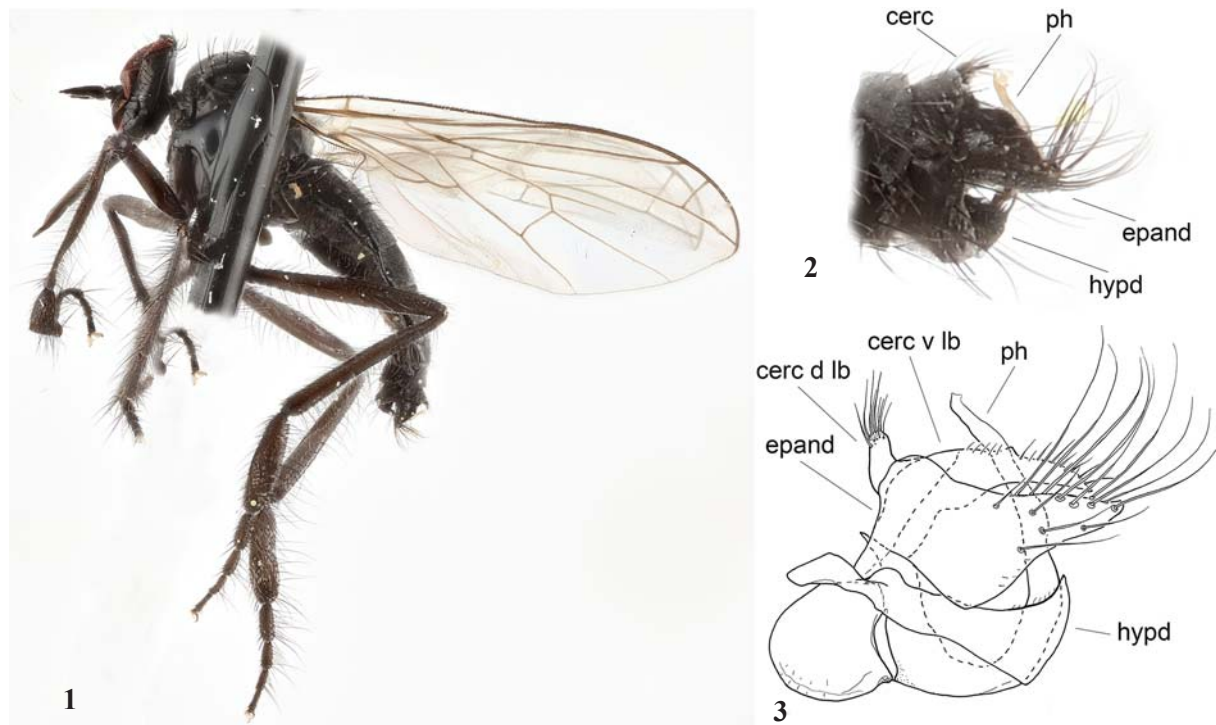 1
cerc ph
epand
hypd
2
cerc v lb
ph
cerc d lb
epand
hypd
3